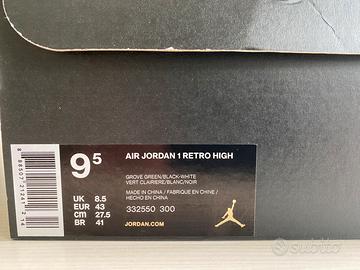 9⁵
AIR JORDAN 1 RETRO HIGH
GROVE GREEN/BLACK-WHITE
VERT CLAIRIERE/BLANC/NOIR
MADE IN CHINA / FABRIQUE EN CHINE /
HECHO EN CHINA
UK 8.5
EUR 43
CM 27.5
BR 41
332550 300
JORDAN.COM
subito